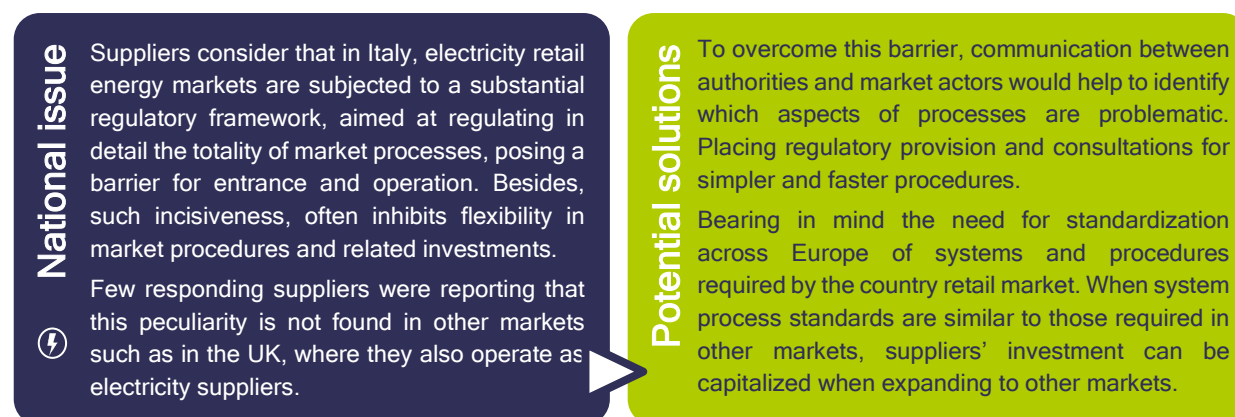 National issue
Suppliers consider that in Italy, electricity retail
energy markets are subjected to a substantial
regulatory framework, aimed at regulating in
detail the totality of market processes, posing a
barrier for entrance and operation. Besides,
such incisiveness, often inhibits flexibility in
market procedures and related investments.
Few responding suppliers were reporting that
this peculiarity is not found in other markets
such as in the UK, where they also operate as
electricity suppliers.
Potential solutions
To overcome this barrier, communication between
authorities and market actors would help to identify
which aspects of processes are problematic.
Placing regulatory provision and consultations for
simpler and faster procedures.
Bearing in mind the need for standardization
across Europe of systems and procedures
required by the country retail market. When system
process standards are similar to those required in
other markets, suppliers’ investment can be
capitalized when expanding to other markets.